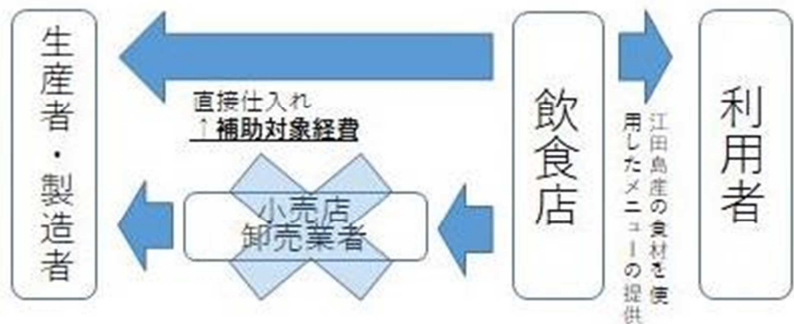 生産者・製造者
直接仕入れ
↑補助対象経費
小売店
卸売業者
飲食店
江田島産の食材を使
用したメニューの提供
利用者